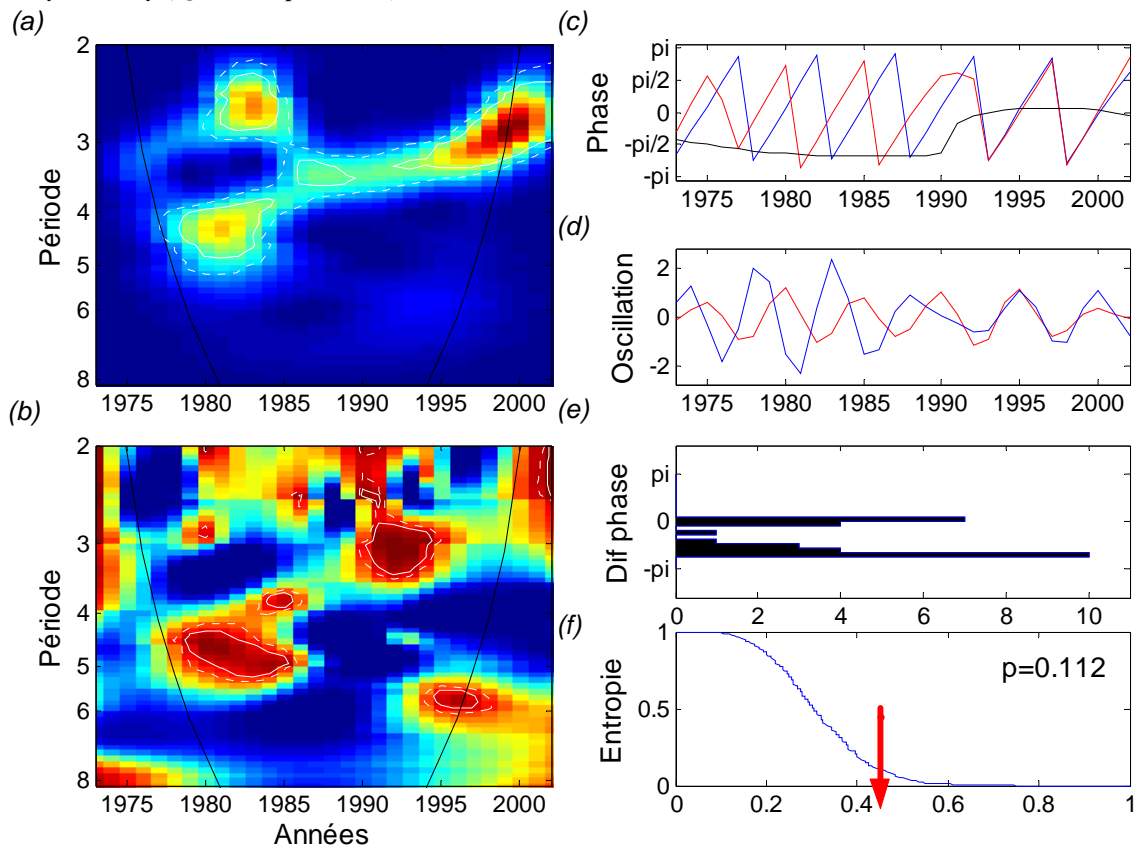 (a)
2
3
4
5
6
8
Période
1975 1980 1985 1990 1995 2000
(b)
2
3
4
5
6
8
Période
1975 1980 1985 1990 1995 2000
Années
(c)
pi
pi/2
0
-pi/2
-pi
Phase
1975 1980 1985 1990 1995 2000
(d)
2
0
-2
Oscillation
1975 1980 1985 1990 1995 2000
(e)
pi
0
-pi
Dif phase
0 2 4 6 8 10
(f)
1
0.5
0
Entropie
p=0.112
0 0.2 0.4 0.6 0.8 1